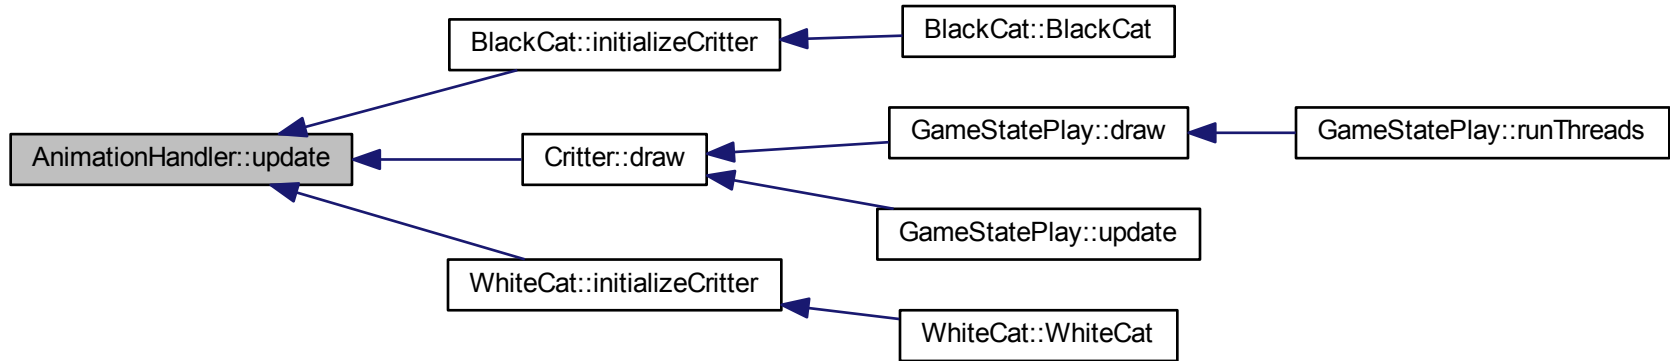 BlackCat::initializeCritter
BlackCat::BlackCat
AnimationHandler::update
Critter::draw
GameStatePlay::draw
GameStatePlay::runThreads
GameStatePlay::update
WhiteCat::initializeCritter
WhiteCat::WhiteCat